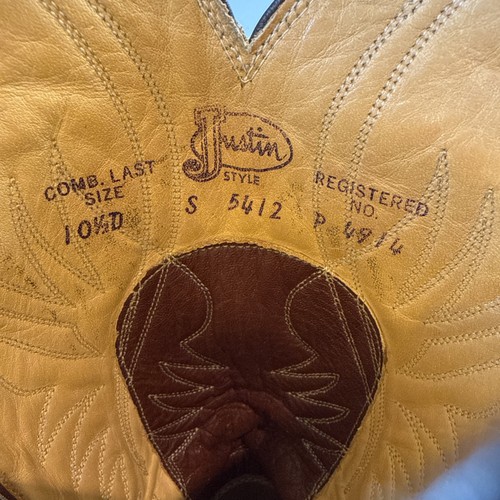 Justin
STYLE
S 5412
COMB. LAST
SIZE
10½D
REGISTERED
NO.
P 4914